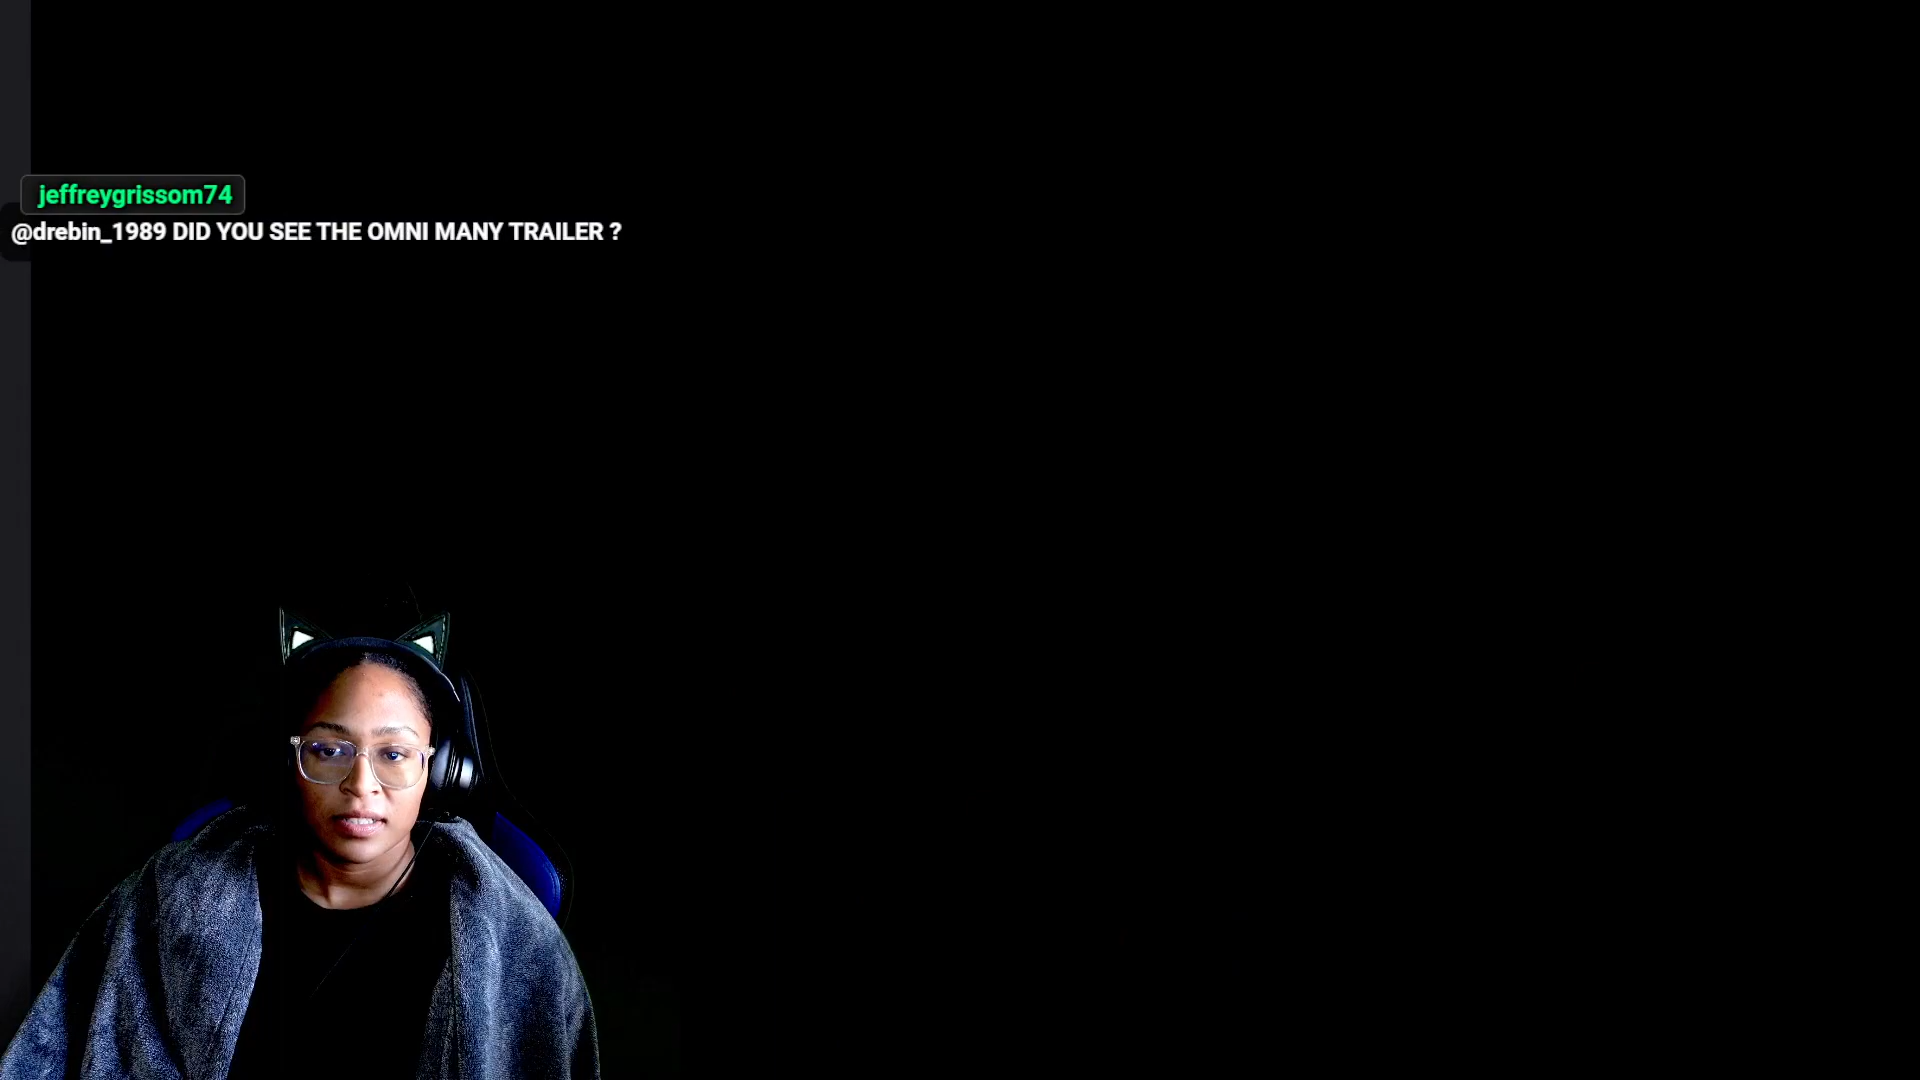 jeffreygrissom74
@drebin_1989 DID YOU SEE THE OMNI MANY TRAILER ?